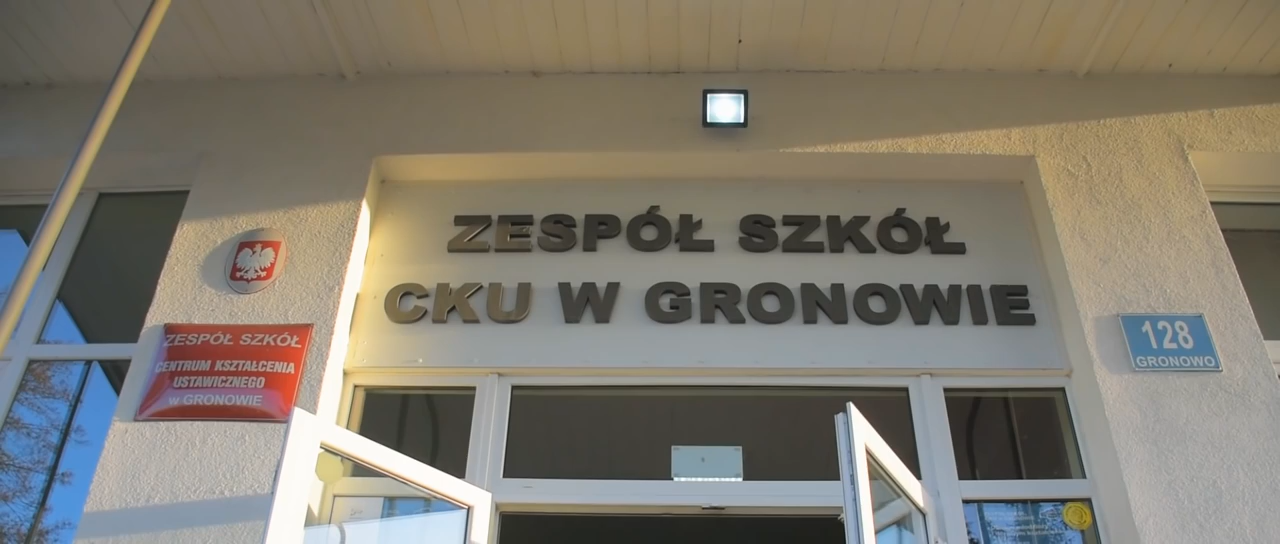 ZESPÓŁ SZKÓŁ
CKU W GRONOWIE
ZESPÓŁ SZKÓŁ
CENTRUM KSZTAŁCENIA
USTAWICZNEGO
w GRONOWIE
128
GRONOWO